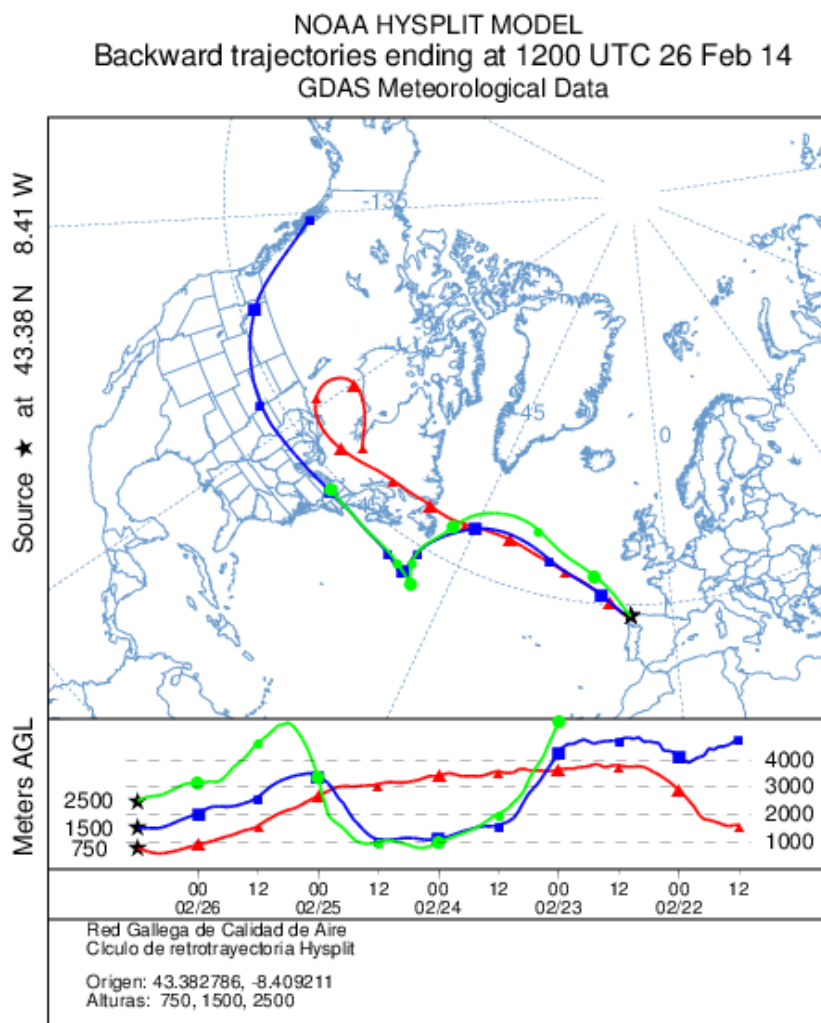 NOAA HYSPLIT MODEL
Backward trajectories ending at 1200 UTC 26 Feb 14
GDAS Meteorological Data
Source ★ at 43.38 N 8.41 W
-135
-90
-45
0
45
-45
Meters AGL
2500
1500
750
4000
3000
2000
1000
00 12 00 12 00 12 00 12 00 12
02/26 02/25 02/24 02/23 02/22
Red Gallega de Calidad de Aire
Clculo de retrotrayectoria Hysplit
Origen: 43.382786, -8.409211
Alturas: 750, 1500, 2500